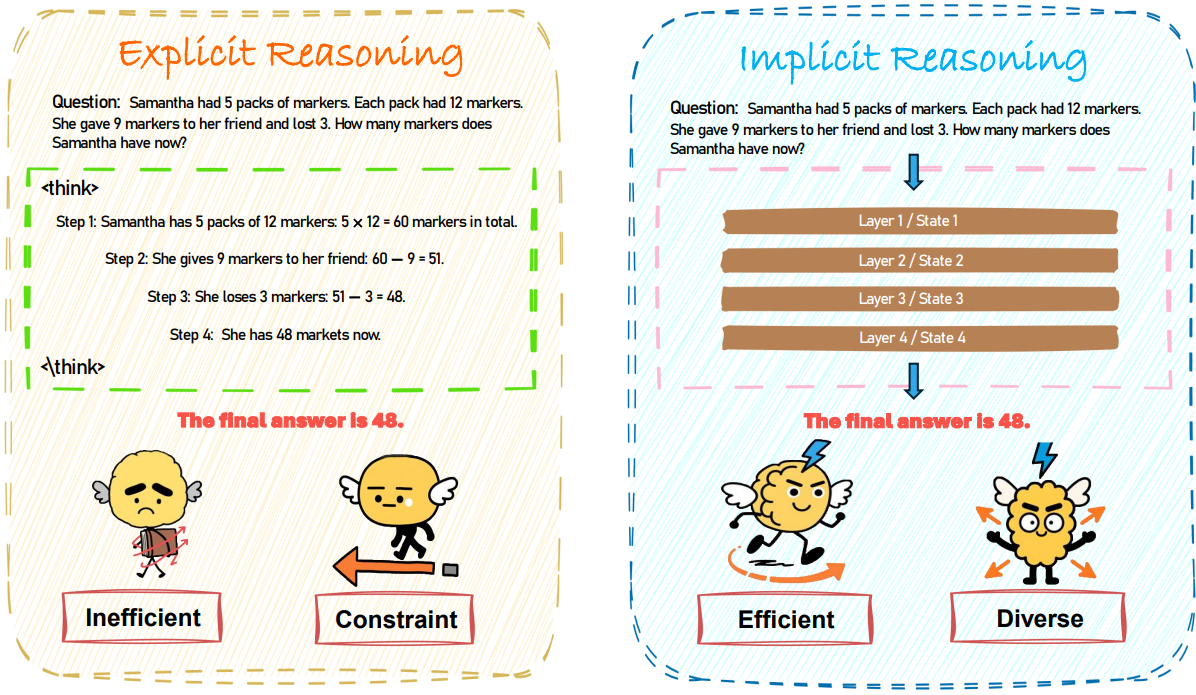 Explicit Reasoning
Question: Samantha had 5 packs of markers. Each pack had 12 markers.
She gave 9 markers to her friend and lost 3. How many markers does
Samantha have now?
<think>
Step 1: Samantha has 5 packs of 12 markers: 5 × 12 = 60 markers in total.
Step 2: She gives 9 markers to her friend: 60 — 9 = 51.
Step 3: She loses 3 markers: 51 — 3 = 48.
Step 4: She has 48 markets now.
<\think>
The final answer is 48.
Inefficient
Constraint
Implicit Reasoning
Question: Samantha had 5 packs of markers. Each pack had 12 markers.
She gave 9 markers to her friend and lost 3. How many markers does
Samantha have now?
Layer 1 / State 1
Layer 2 / State 2
Layer 3 / State 3
Layer 4 / State 4
The final answer is 48.
Efficient
Diverse